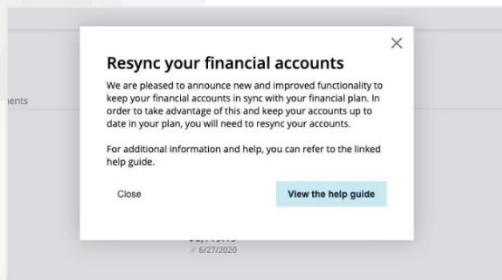 Resync your financial accounts
We are pleased to announce new and improved functionality to
keep your financial accounts in sync with your financial plan. In
order to take advantage of this and keep your accounts up to
date in your plan, you will need to resync your accounts.
For additional information and help, you can refer to the linked
help guide.
Close
View the help guide
6/27/2020